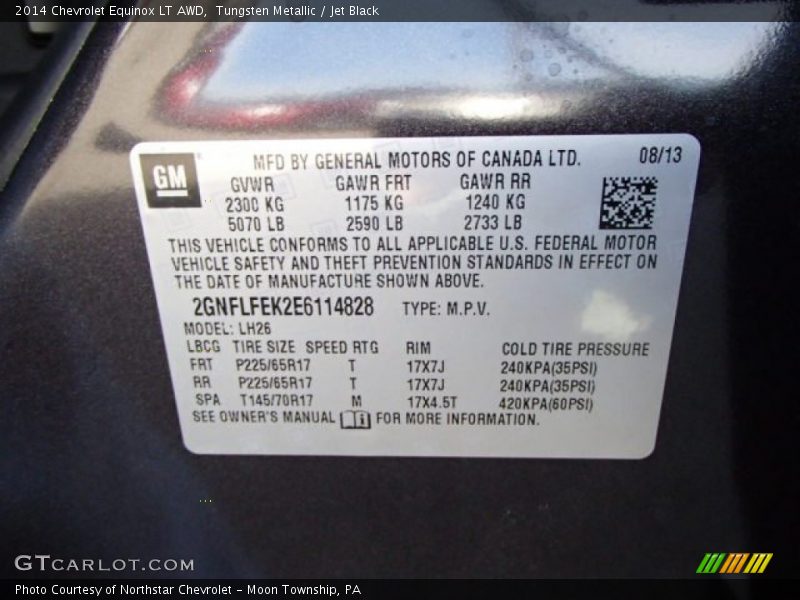 2014 Chevrolet Equinox LT AWD, Tungsten Metallic / Jet Black
GM
MFD BY GENERAL MOTORS OF CANADA LTD. 08/13
GVWR GAWR FRT GAWR RR
2300 KG 1175 KG 1240 KG
5070 LB 2590 LB 2733 LB
THIS VEHICLE CONFORMS TO ALL APPLICABLE U.S. FEDERAL MOTOR
VEHICLE SAFETY AND THEFT PREVENTION STANDARDS IN EFFECT ON
THE DATE OF MANUFACTURE SHOWN ABOVE.
2GNFLFEK2E6114828 TYPE: M.P.V.
MODEL: LH26
LBCG TIRE SIZE SPEED RTG RIM COLD TIRE PRESSURE
FRT P225/65R17 T 17X7J 240KPA(35PSI)
RR P225/65R17 T 17X7J 240KPA(35PSI)
SPA T145/70R17 M 17X4.5T 420KPA(60PSI)
SEE OWNER'S MANUAL FOR MORE INFORMATION.
GTCARLOT.COM
Photo Courtesy of Northstar Chevrolet - Moon Township, PA